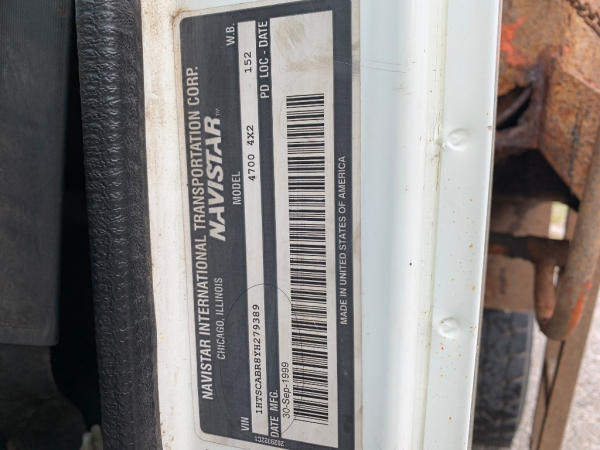 NAVISTAR INTERNATIONAL TRANSPORTATION CORP.
CHICAGO, ILLINOIS
NAVISTAR™
MODEL W.B.
VIN 1HTSCABR8YH279389 4700 4X2 152
DATE MFG. PD LOC - DATE
30-Sep-1999
MADE IN UNITED STATES OF AMERICA